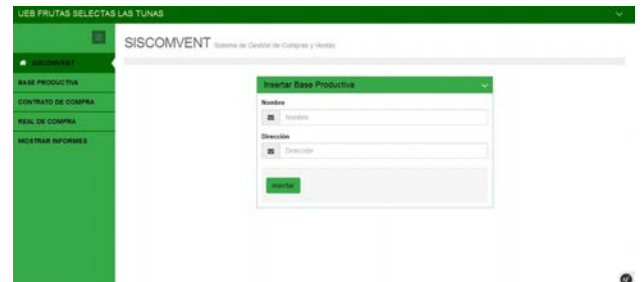 UEB FRUTAS SELECTAS LAS TUNAS
SISCOMVENT Sistema de Gestión de Compras y Ventas
SISCOMVENT
BASE PRODUCTIVA
CONTRATO DE COMPRA
REAL DE COMPRA
MOSTRAR INFORMES
Insertar Base Productiva
Nombre
Nombre
Dirección
Dirección
Insertar